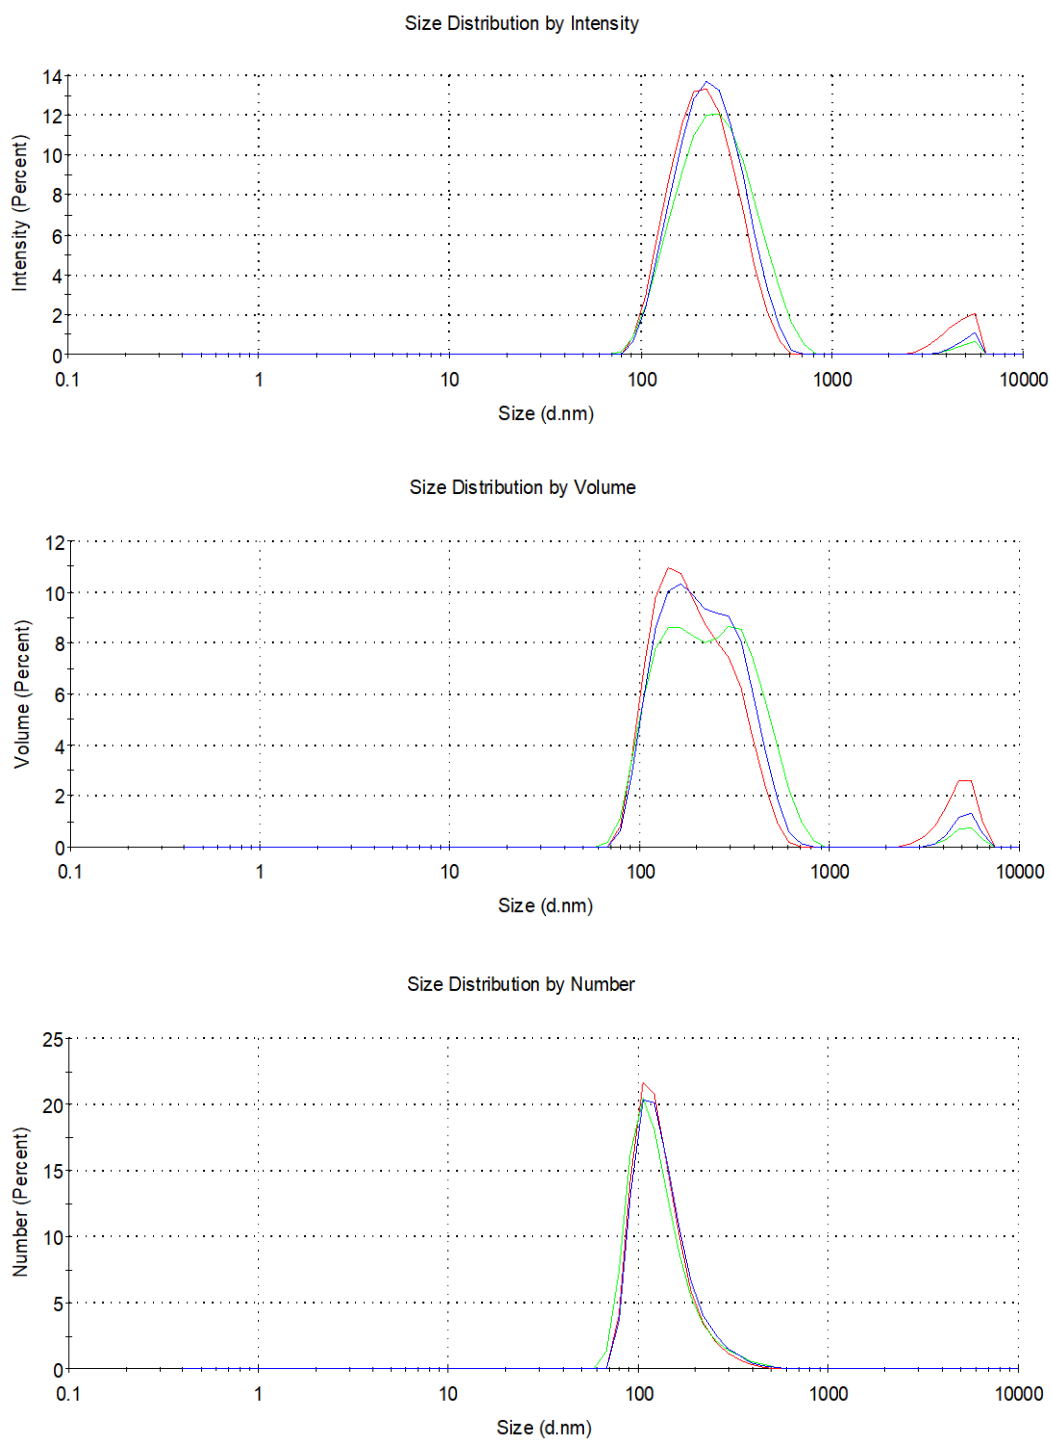 Size Distribution by Intensity
14
12
10
8
6
4
2
0
Intensity (Percent)
0.1 1 10 100 1000 10000
Size (d.nm)
Size Distribution by Volume
12
10
8
6
4
2
0
Volume (Percent)
0.1 1 10 100 1000 10000
Size (d.nm)
Size Distribution by Number
25
20
15
10
5
0
Number (Percent)
0.1 1 10 100 1000 10000
Size (d.nm)